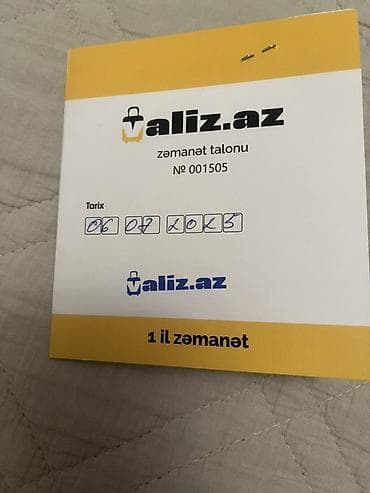 valiz.az
zəmanət talonu
№ 001505
Tarix
06 07 2025
valiz.az
1 il zəmanət